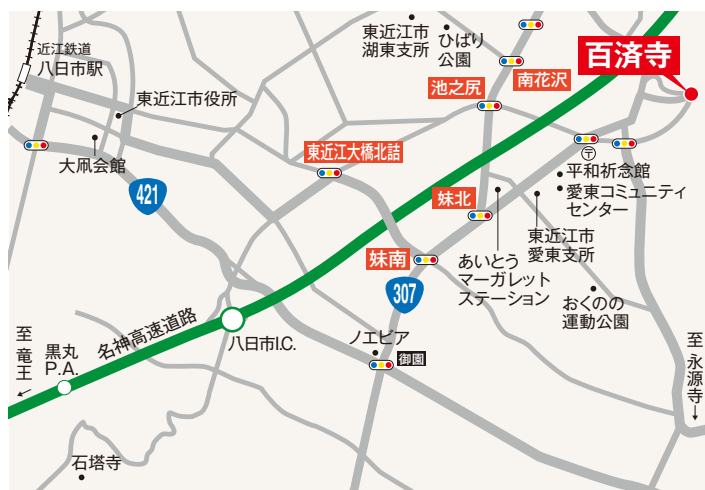 近江鉄道
八日市駅
東近江市
湖東支所
ひばり
公園
南花沢
百済寺
池之尻
東近江市役所
大凧会館
東近江大橋北詰
421
〒
平和祈念館
愛東コミュニティ
センター
妹北
東近江市
愛東支所
妹南
あいとう
マーガレット
ステーション
307
おくのの
運動公園
名神高速道路
八日市I.C.
ノエビア
御園
至
竜
王
黒丸
P.A.
至
永
源
寺
石塔寺